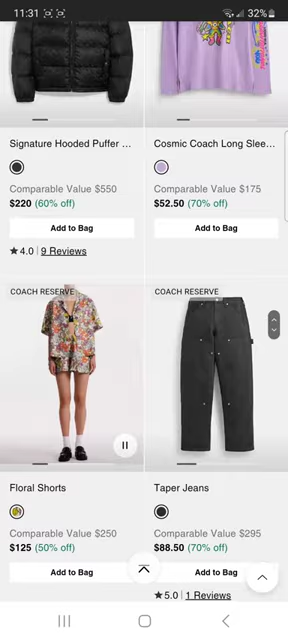 11:31
32%
Signature Hooded Puffer ...
Comparable Value $550
$220 (60% off)
Add to Bag
★4.0 | 9 Reviews
Cosmic Coach Long Slee...
Comparable Value $175
$52.50 (70% off)
Add to Bag
COACH RESERVE
Floral Shorts
Comparable Value $250
$125 (50% off)
Add to Bag
COACH RESERVE
Taper Jeans
Comparable Value $295
$88.50 (70% off)
Add to Bag
★5.0 | 1 Reviews